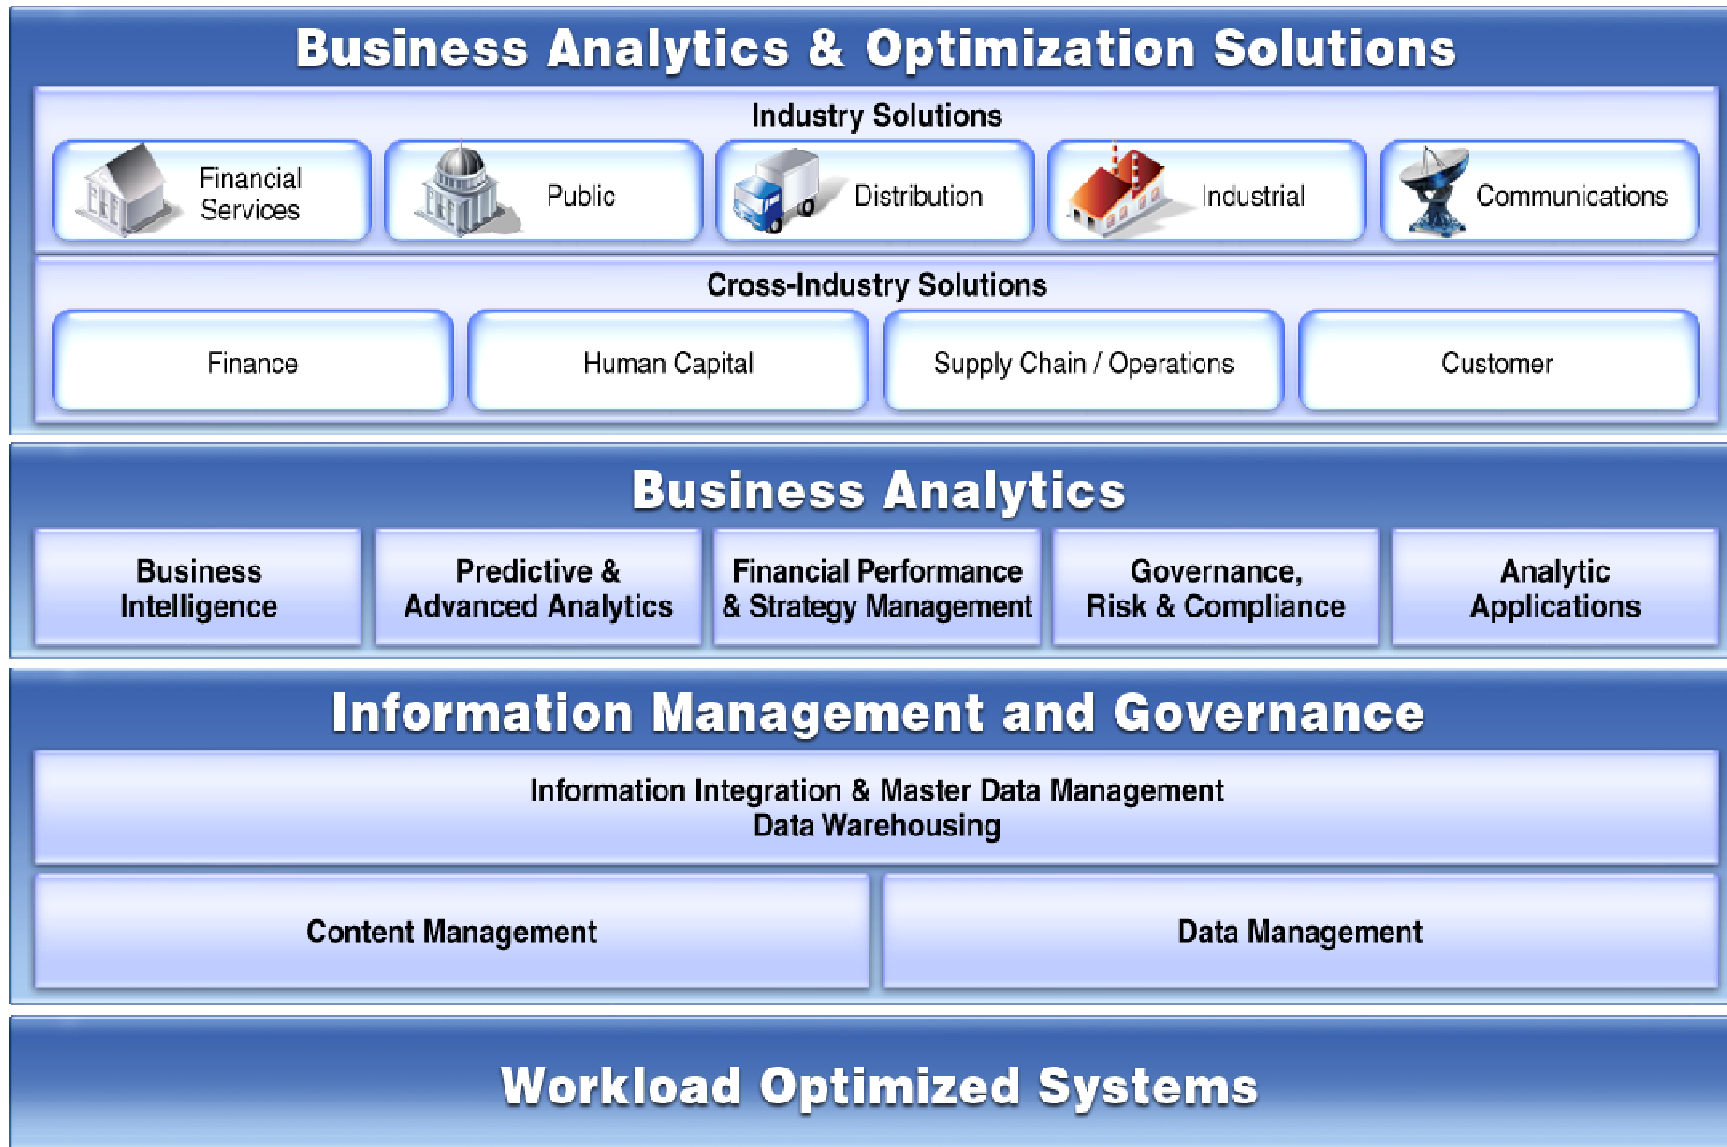 Business Analytics & Optimization Solutions
Industry Solutions
Financial
Services
Public
Distribution
Industrial
Communications
Cross-Industry Solutions
Finance
Human Capital
Supply Chain / Operations
Customer
Business Analytics
Business
Intelligence
Predictive &
Advanced Analytics
Financial Performance
& Strategy Management
Governance,
Risk & Compliance
Analytic
Applications
Information Management and Governance
Information Integration & Master Data Management
Data Warehousing
Content Management
Data Management
Workload Optimized Systems